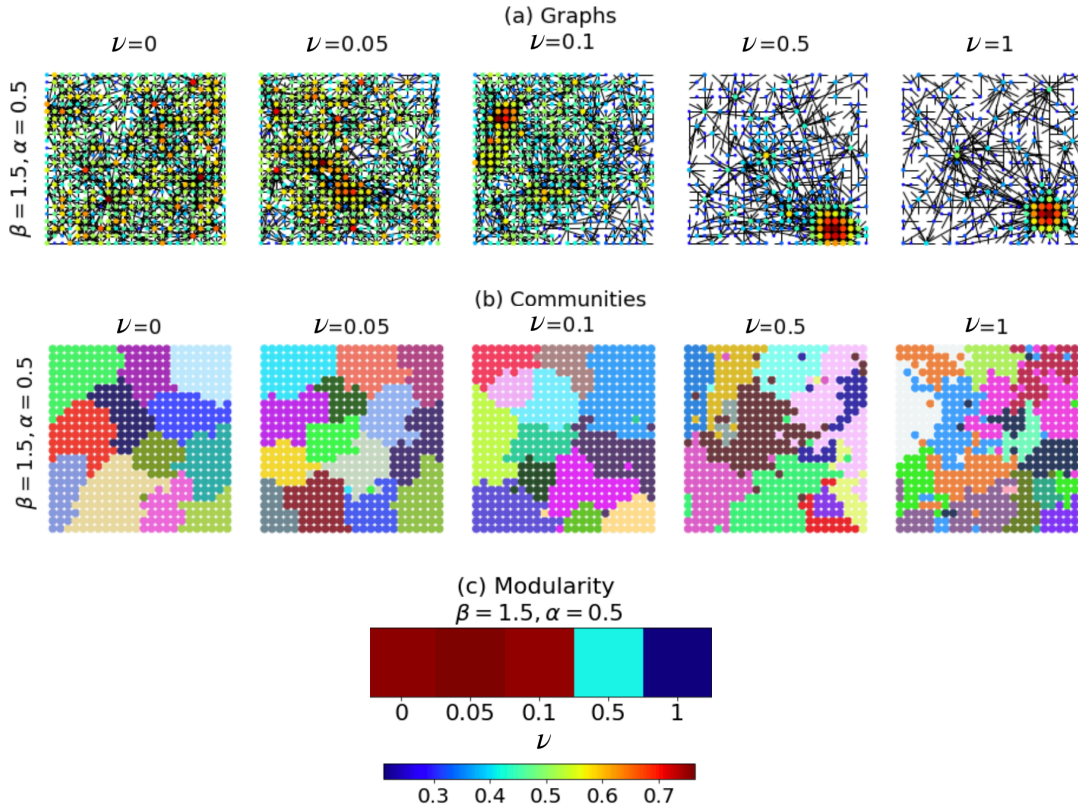 (a) Graphs
ν=0 ν=0.05 ν=0.1 ν=0.5 ν=1
β = 1.5, α = 0.5
(b) Communities
ν=0 ν=0.05 ν=0.1 ν=0.5 ν=1
β = 1.5, α = 0.5
(c) Modularity
β = 1.5, α = 0.5
0 0.05 0.1 0.5 1
ν
0.3 0.4 0.5 0.6 0.7